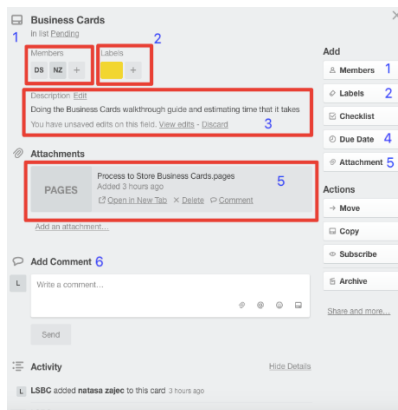 Business Cards
in list Pending
1
2
Members
Labels
DS NZ +
+
Description Edit
Doing the Business Cards walkthrough guide and estimating time that it takes
You have unsaved edits on this field. View edits - Discard
3
Attachments
PAGES
Process to Store Business Cards.pages
Added 3 hours ago
Open in New Tab Delete Comment
5
Add an attachment...
Add Comment 6
L
Write a comment...
Send
Activity
Hide Details
L LSBC added natasa zajec to this card 3 hours ago
Add
Members 1
Labels 2
Checklist
Due Date 4
Attachment 5
Actions
Move
Copy
Subscribe
Archive
Share and more...